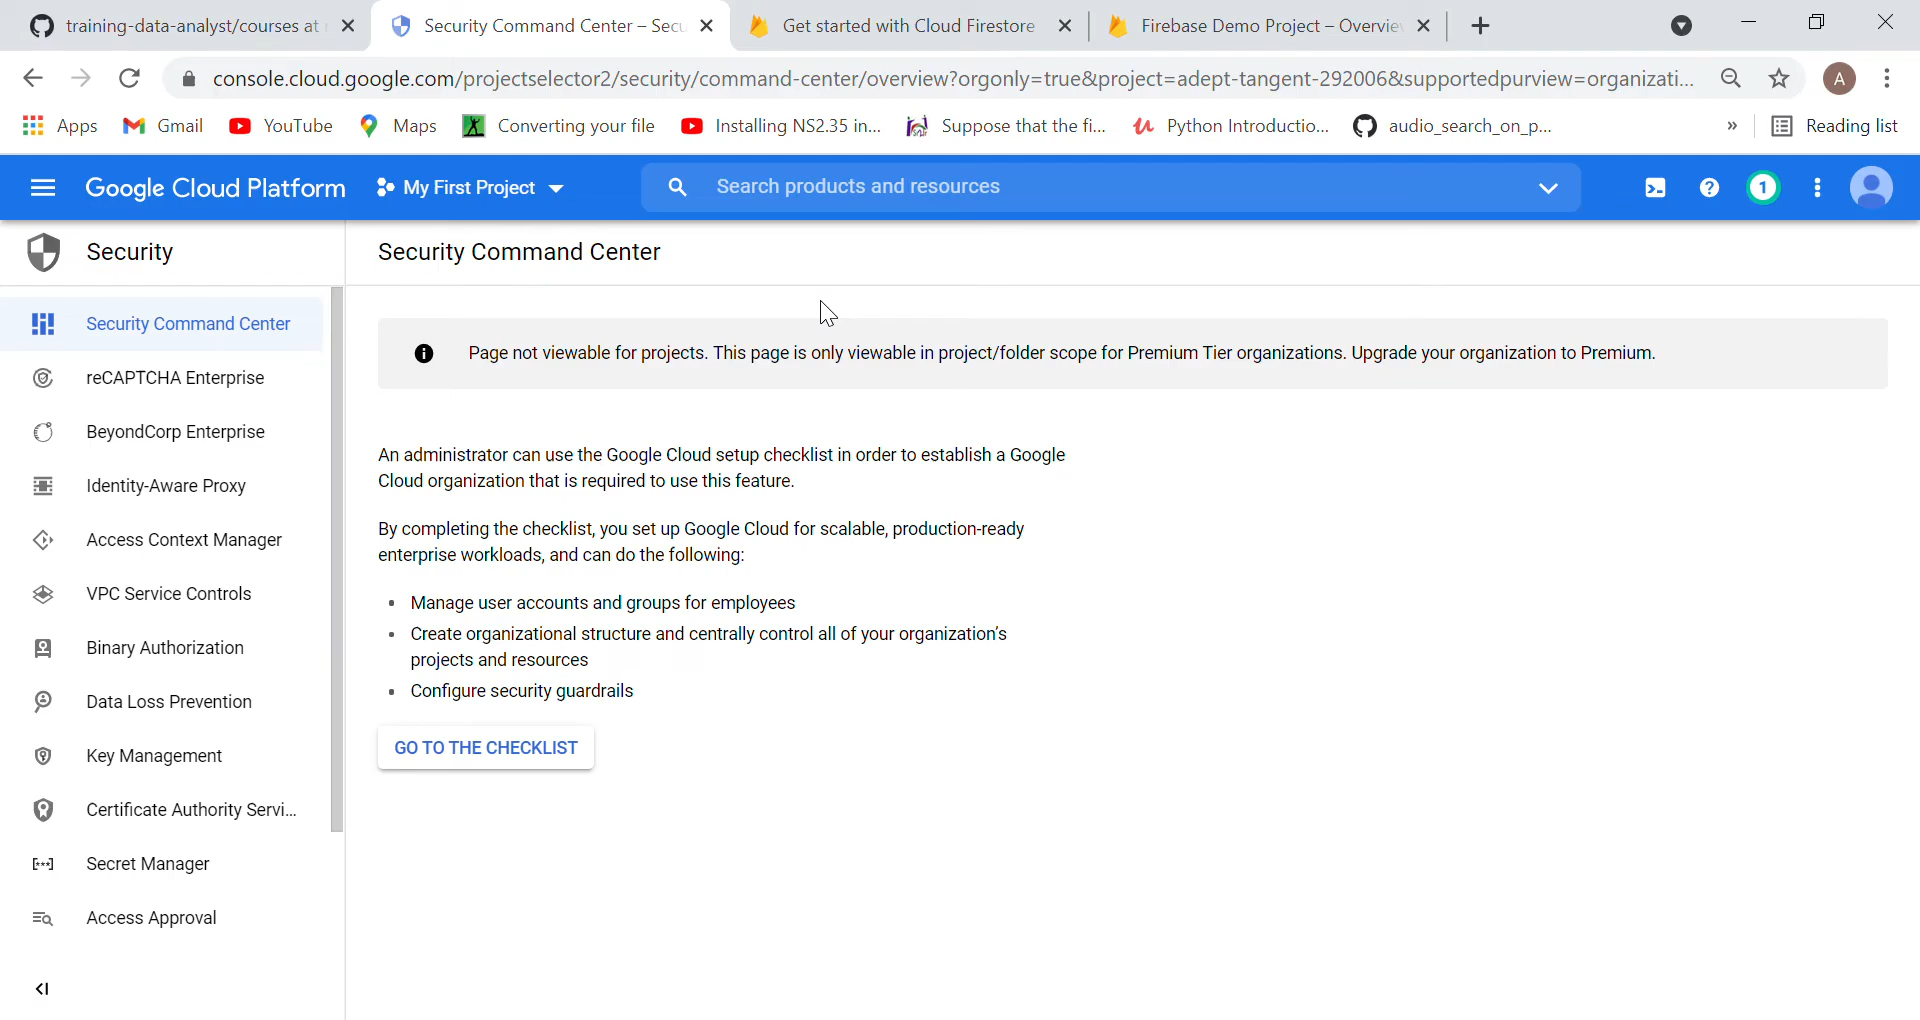 training-data-analyst/courses at
Security Command Center – Secu
Get started with Cloud Firestore
Firebase Demo Project – Overvie
console.cloud.google.com/projectselector2/security/command-center/overview?orgonly=true&project=adept-tangent-292006&supportedpurview=organizati...
A
Apps
Gmail
YouTube
Maps
Converting your file
Installing NS2.35 in...
Suppose that the fi...
Python Introductio...
audio_search_on_p...
»
Reading list
Google Cloud Platform
My First Project
Search products and resources
1
Security
Security Command Center
Security Command Center
reCAPTCHA Enterprise
BeyondCorp Enterprise
Identity-Aware Proxy
Access Context Manager
VPC Service Controls
Binary Authorization
Data Loss Prevention
Key Management
Certificate Authority Servi...
Secret Manager
Access Approval
Page not viewable for projects. This page is only viewable in project/folder scope for Premium Tier organizations. Upgrade your organization to Premium.
An administrator can use the Google Cloud setup checklist in order to establish a Google
Cloud organization that is required to use this feature.
By completing the checklist, you set up Google Cloud for scalable, production-ready
enterprise workloads, and can do the following:
• Manage user accounts and groups for employees
• Create organizational structure and centrally control all of your organization's
projects and resources
• Configure security guardrails
GO TO THE CHECKLIST